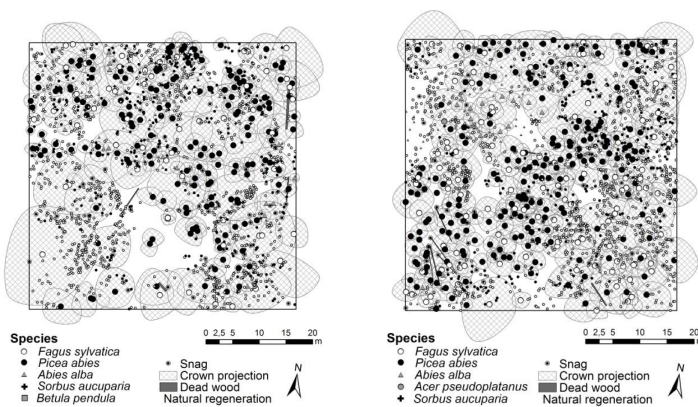 Species
Fagus sylvatica
Picea abies
Abies alba
Sorbus aucuparia
Betula pendula
Snag
Crown projection
Dead wood
Natural regeneration
0 2,5 5 10 15 20
m
N
Species
Fagus sylvatica
Picea abies
Abies alba
Acer pseudoplatanus
Sorbus aucuparia
Snag
Crown projection
Dead wood
Natural regeneration
0 2,5 5 10 15 20
m
N